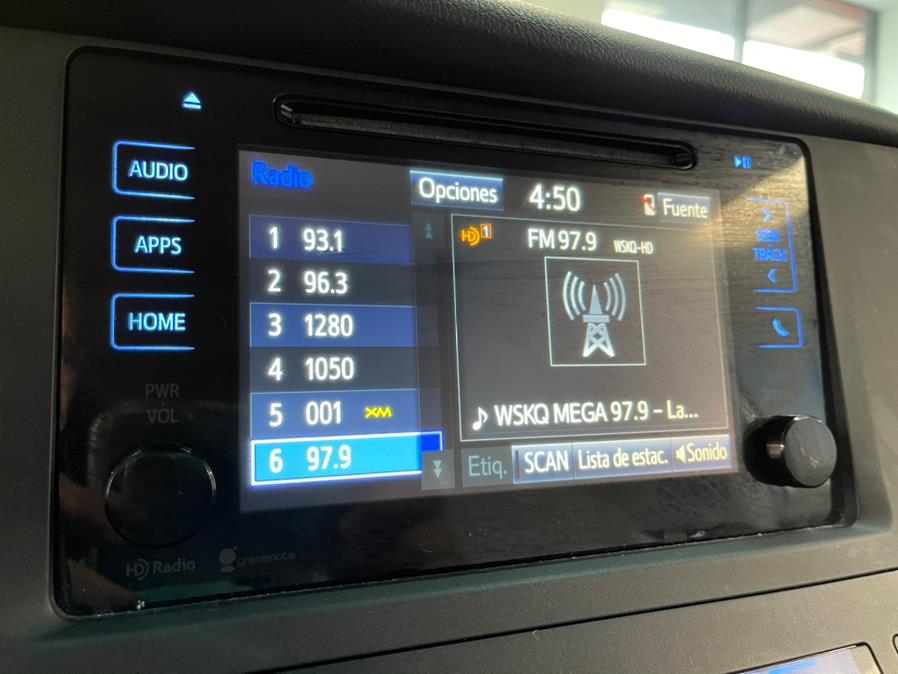 AUDIO
APPS
HOME
PWR
VOL
HD Radio
gracenote
Radio
Opciones
4:50
Fuente
1 93.1
2 96.3
3 1280
4 1050
5 001 XM
6 97.9
HD 1
FM 97.9 WSKQ-HD
WSKQ MEGA 97.9 – La...
Etiq.
SCAN
Lista de estac.
Sonido
SEEK
TRACK